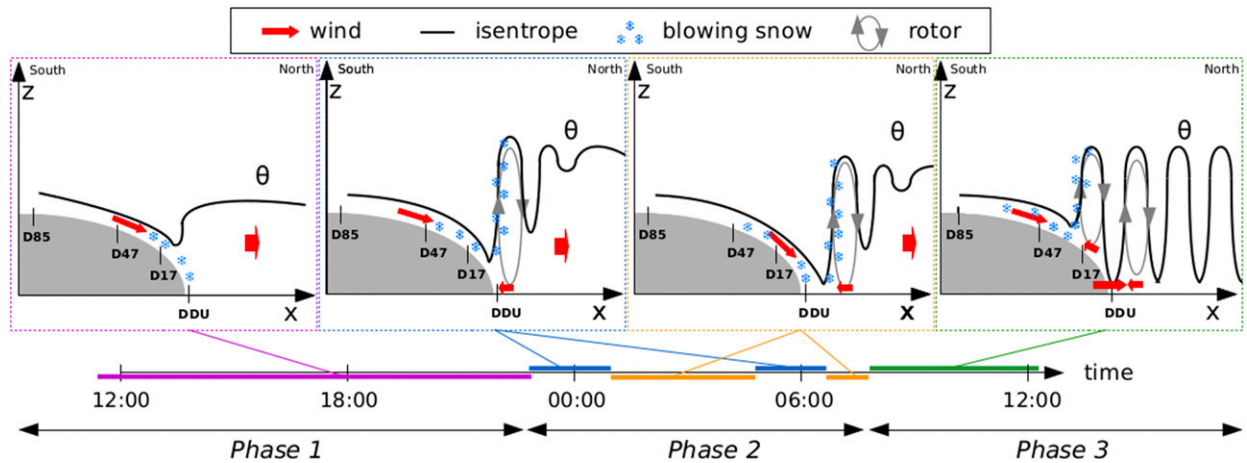 wind isentrope blowing snow rotor
South North South North South North South North
Z Z Z Z
θ θ θ θ
D85 D47 D17 D85 D47 D17 D85 D47 D17 D85 D47 D17
DDU X DDU X DDU X DDU X
time
12:00 18:00 00:00 06:00 12:00
Phase 1 Phase 2 Phase 3